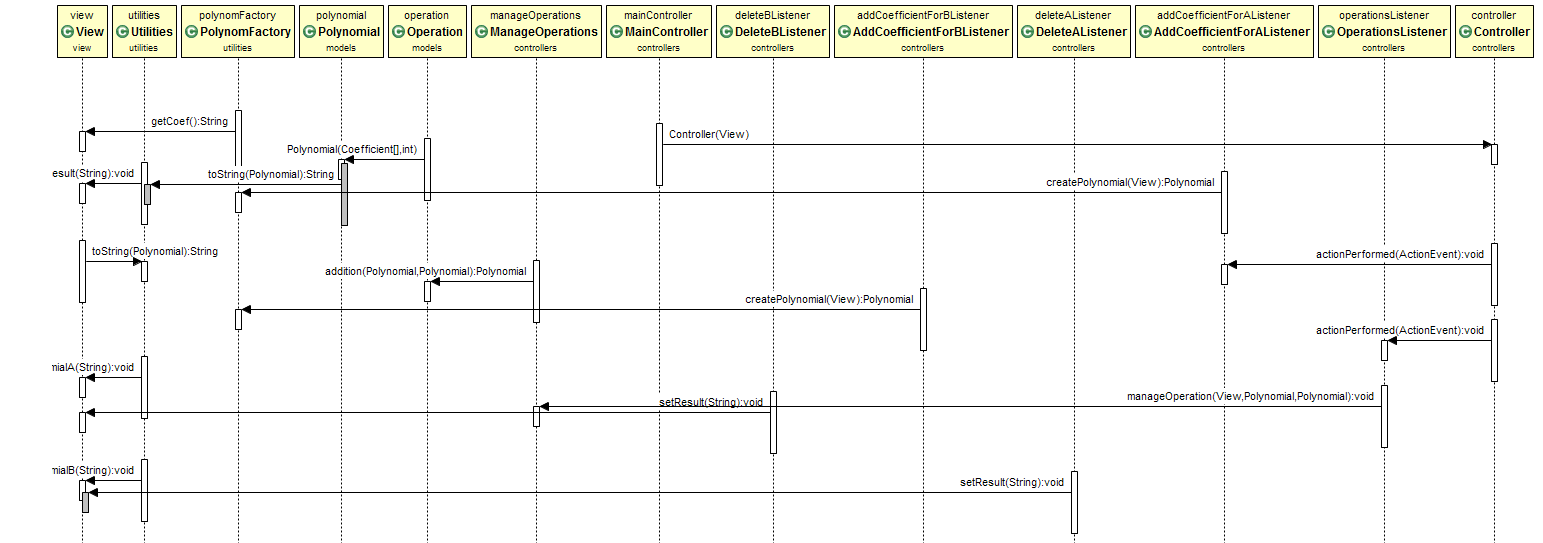 view
View
view
utilities
Utilities
utilities
polynomFactory
PolynomFactory
utilities
polynomial
Polynomial
models
operation
Operation
models
manageOperations
ManageOperations
controllers
mainController
MainController
controllers
deleteBListener
DeleteBListener
controllers
addCoefficientForBListener
AddCoefficientForBListener
controllers
deleteAListener
DeleteAListener
controllers
addCoefficientForAListener
AddCoefficientForAListener
controllers
operationsListener
OperationsListener
controllers
controller
Controller
controllers
getCoef():String
Controller(View)
Polynomial(Coefficient[],int)
esult(String):void
toString(Polynomial):String
createPolynomial(View):Polynomial
toString(Polynomial):String
actionPerformed(ActionEvent):void
addition(Polynomial,Polynomial):Polynomial
createPolynomial(View):Polynomial
actionPerformed(ActionEvent):void
mialA(String):void
setResult(String):void
manageOperation(View,Polynomial,Polynomial):void
mialB(String):void
setResult(String):void